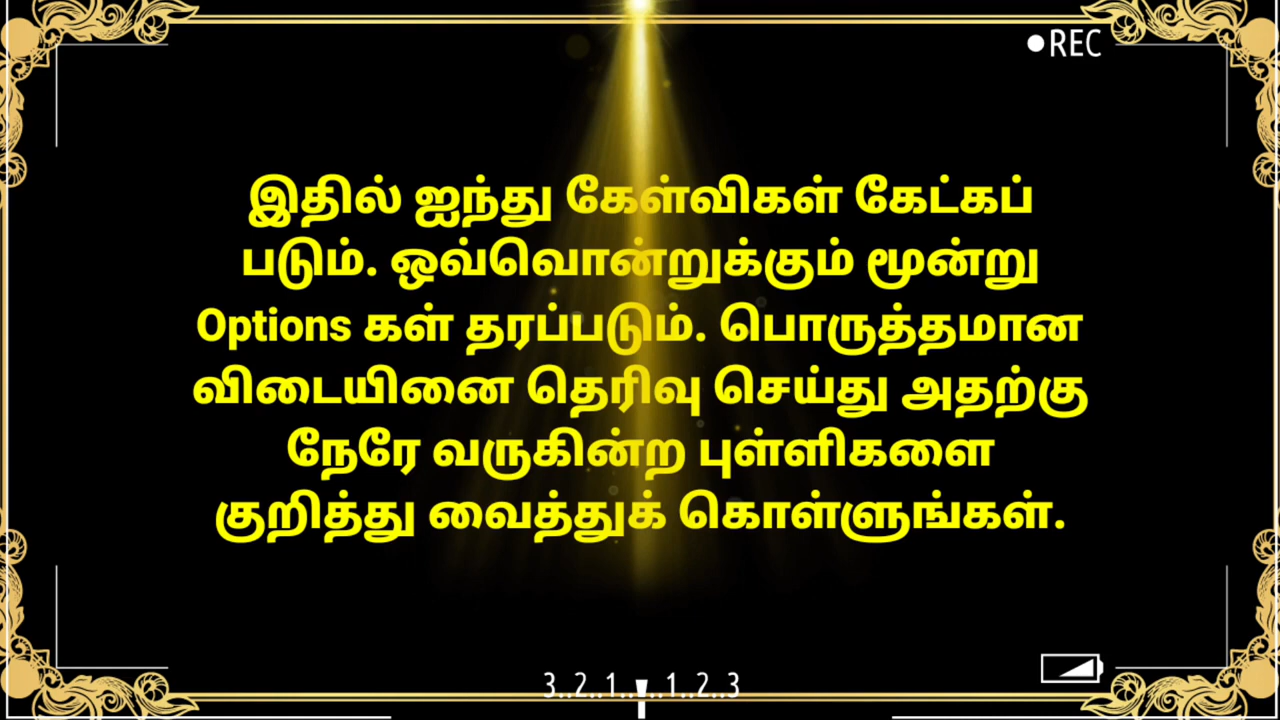 ●REC
இதில் ஐந்து கேள்விகள் கேட்கப்
படும். ஒவ்வொன்றுக்கும் மூன்று
Options கள் தரப்படும். பொருத்தமான
விடையினை தெரிவு செய்து அதற்கு
நேரே வருகின்ற புள்ளிகளை
குறித்து வைத்துக் கொள்ளுங்கள்.
3..2..1.. ..1..2..3